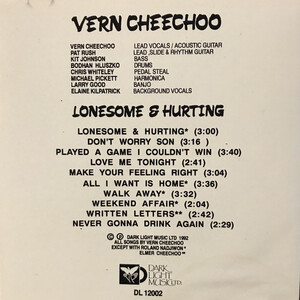 VERN CHEECHOO
VERN CHEECHOO LEAD VOCALS / ACOUSTIC GUITAR
PAT RUSH LEAD ,SLIDE & RHYTHM GUITAR
KIT JOHNSON BASS
BODHAN HLUSZKO DRUMS
CHRIS WHITELEY PEDAL STEAL
MICHAEL PICKETT HARMONICA
LARRY GOOD BANJO
ELAINE KILPATRICK BACKGROUND VOCALS
LONESOME & HURTING
LONESOME & HURTING* (3:00)
DON'T WORRY SON (3:16 )
PLAYED A GAME I COULDN'T WIN (3:40)
LOVE ME TONIGHT (2:41)
MAKE YOUR FEELING RIGHT (3:09)
ALL I WANT IS HOME* (3:36)
WALK AWAY* (3:32)
WEEKEND AFFAIR* (2:04)
WRITTEN LETTERS** (2:41)
NEVER GONNA DRINK AGAIN (2:29)
℗ DARK LIGHT MUSIC LTD 1992
ALL SONGS BY VERN CHEECHOO
EXCEPT WITH ROLAND NADJIWON *
ELMER CHEECHOO **
DARK
LIGHT
MUSIC LTD.
DL 12002